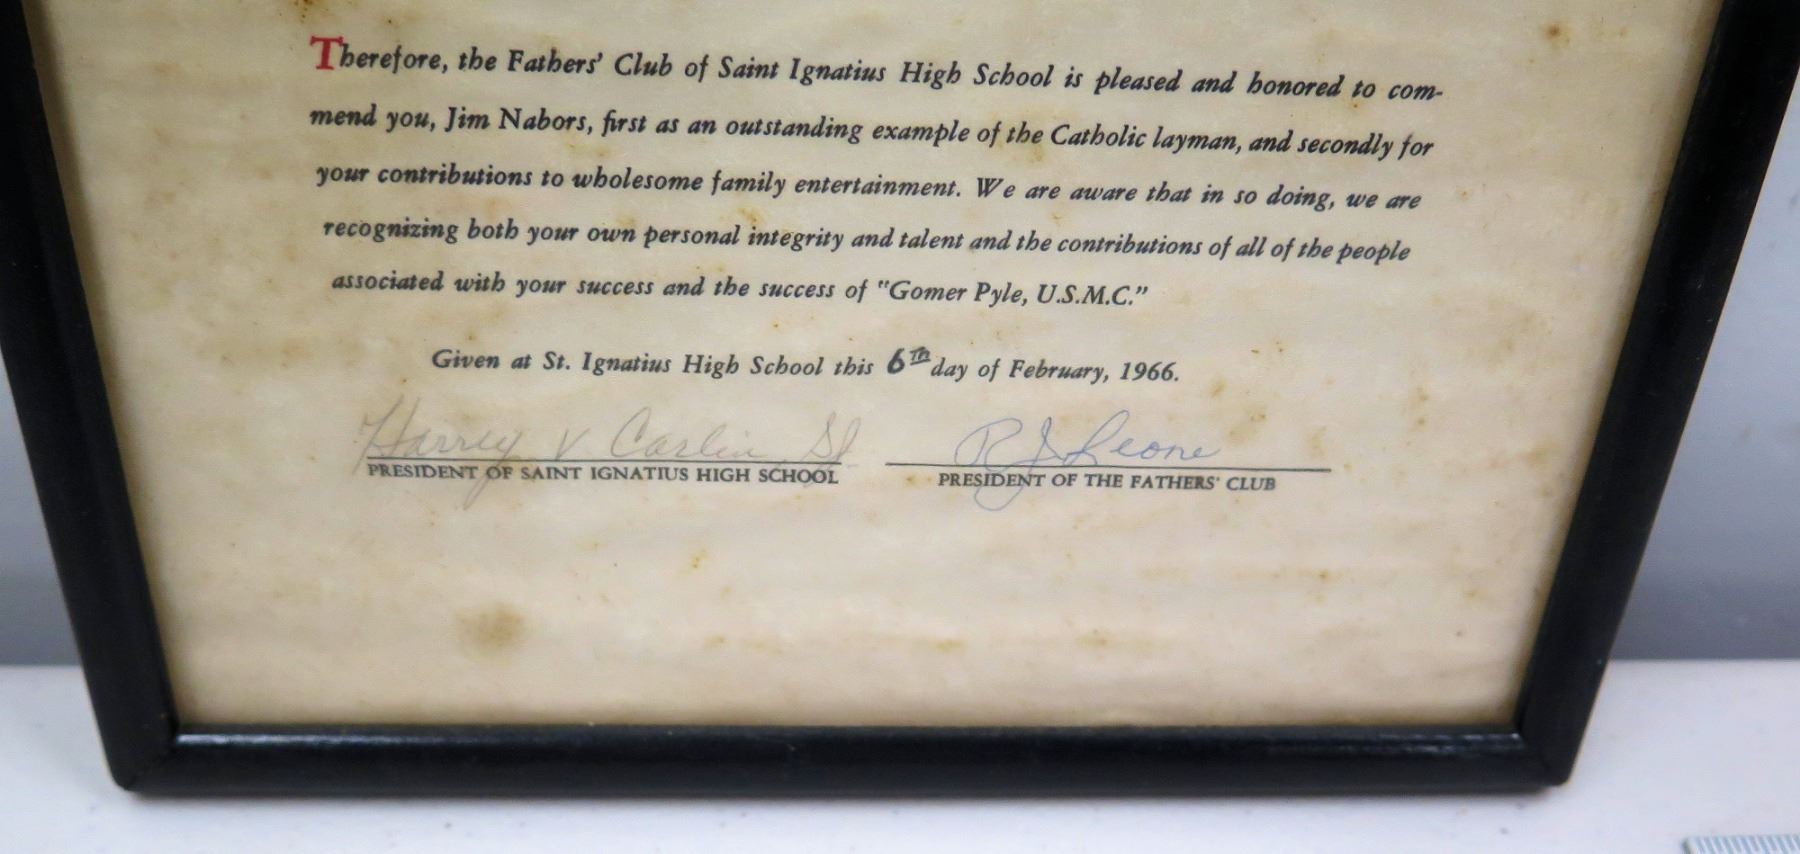 Therefore, the Fathers' Club of Saint Ignatius High School is pleased and honored to com-
mend you, Jim Nabors, first as an outstanding example of the Catholic layman, and secondly for
your contributions to wholesome family entertainment. We are aware that in so doing, we are
recognizing both your own personal integrity and talent and the contributions of all of the people
associated with your success and the success of "Gomer Pyle, U.S.M.C."
Given at St. Ignatius High School this 6th day of February, 1966.
Harrey V Carlin SJ R J Leone
PRESIDENT OF SAINT IGNATIUS HIGH SCHOOL PRESIDENT OF THE FATHERS' CLUB